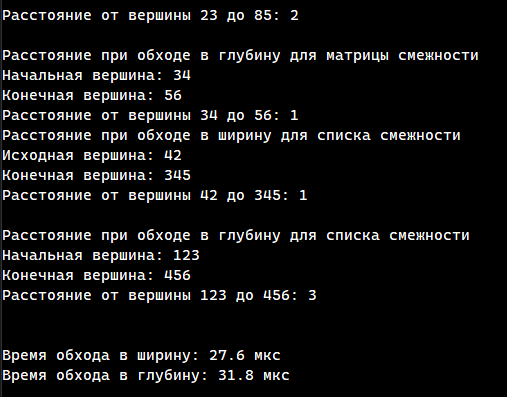 Расстояние от вершины 23 до 85: 2
Расстояние при обходе в глубину для матрицы смежности
Начальная вершина: 34
Конечная вершина: 56
Расстояние от вершины 34 до 56: 1
Расстояние при обходе в ширину для списка смежности
Исходная вершина: 42
Конечная вершина: 345
Расстояние от вершины 42 до 345: 1
Расстояние при обходе в глубину для списка смежности
Начальная вершина: 123
Конечная вершина: 456
Расстояние от вершины 123 до 456: 3
Время обхода в ширину: 27.6 мкс
Время обхода в глубину: 31.8 мкс